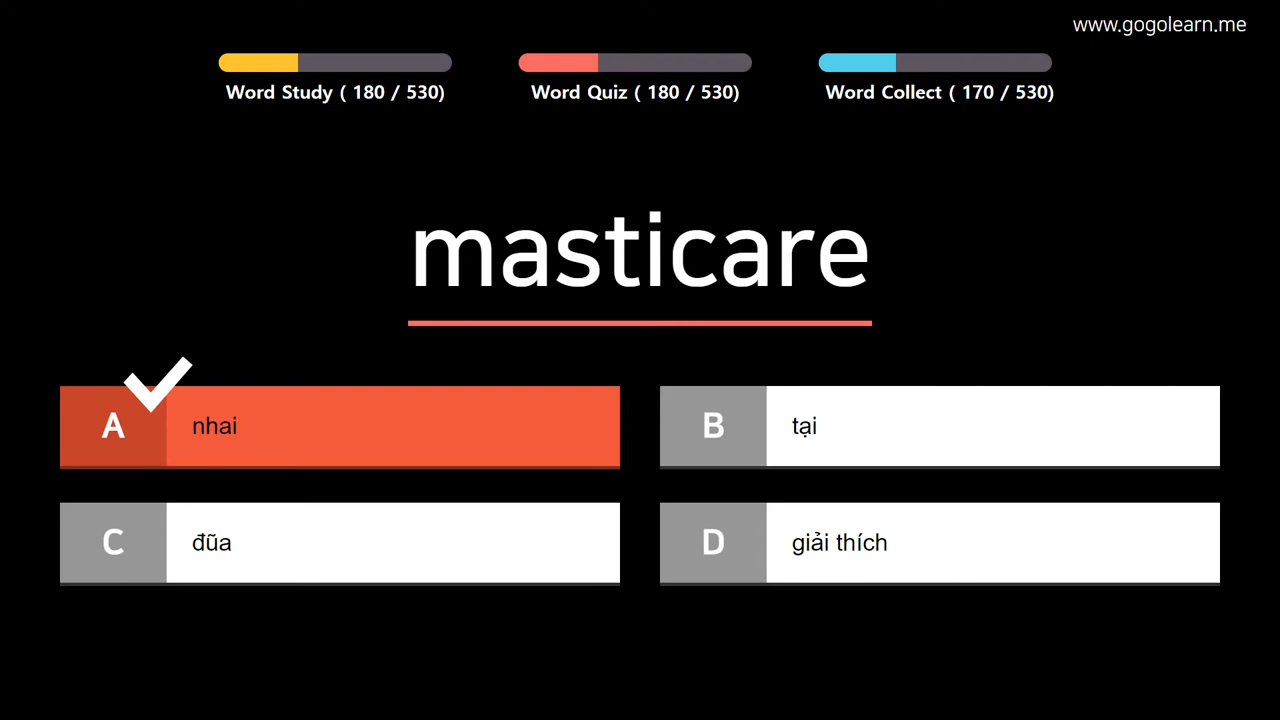 www.gogolearn.me
Word Study ( 180 / 530)
Word Quiz ( 180 / 530)
Word Collect ( 170 / 530)
masticare
A nhai
B tại
C đũa
D giải thích